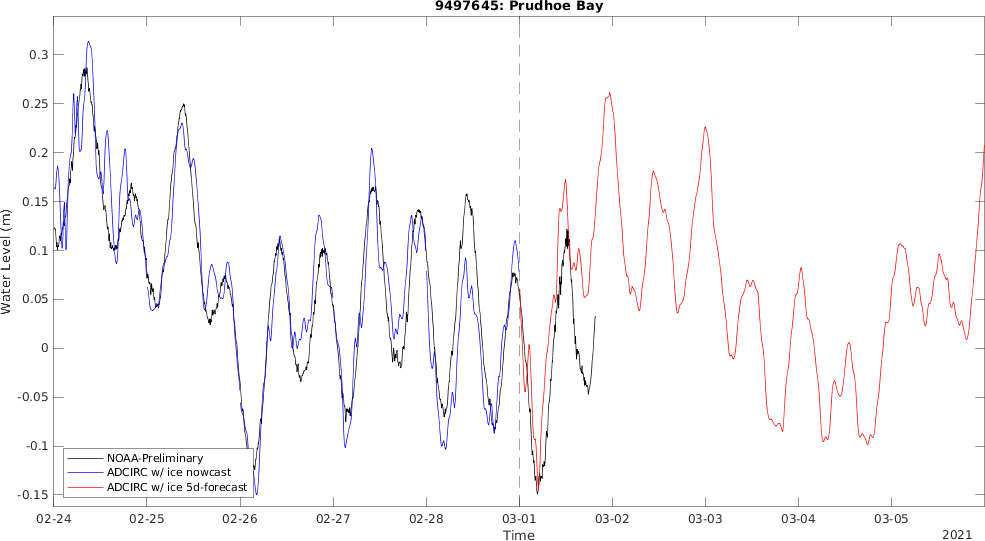 9497645: Prudhoe Bay
Water Level (m)
0.3
0.25
0.2
0.15
0.1
0.05
0
-0.05
-0.1
-0.15
NOAA-Preliminary
ADCIRC w/ ice nowcast
ADCIRC w/ ice 5d-forecast
02-24 02-25 02-26 02-27 02-28 03-01 03-02 03-03 03-04 03-05
Time
2021